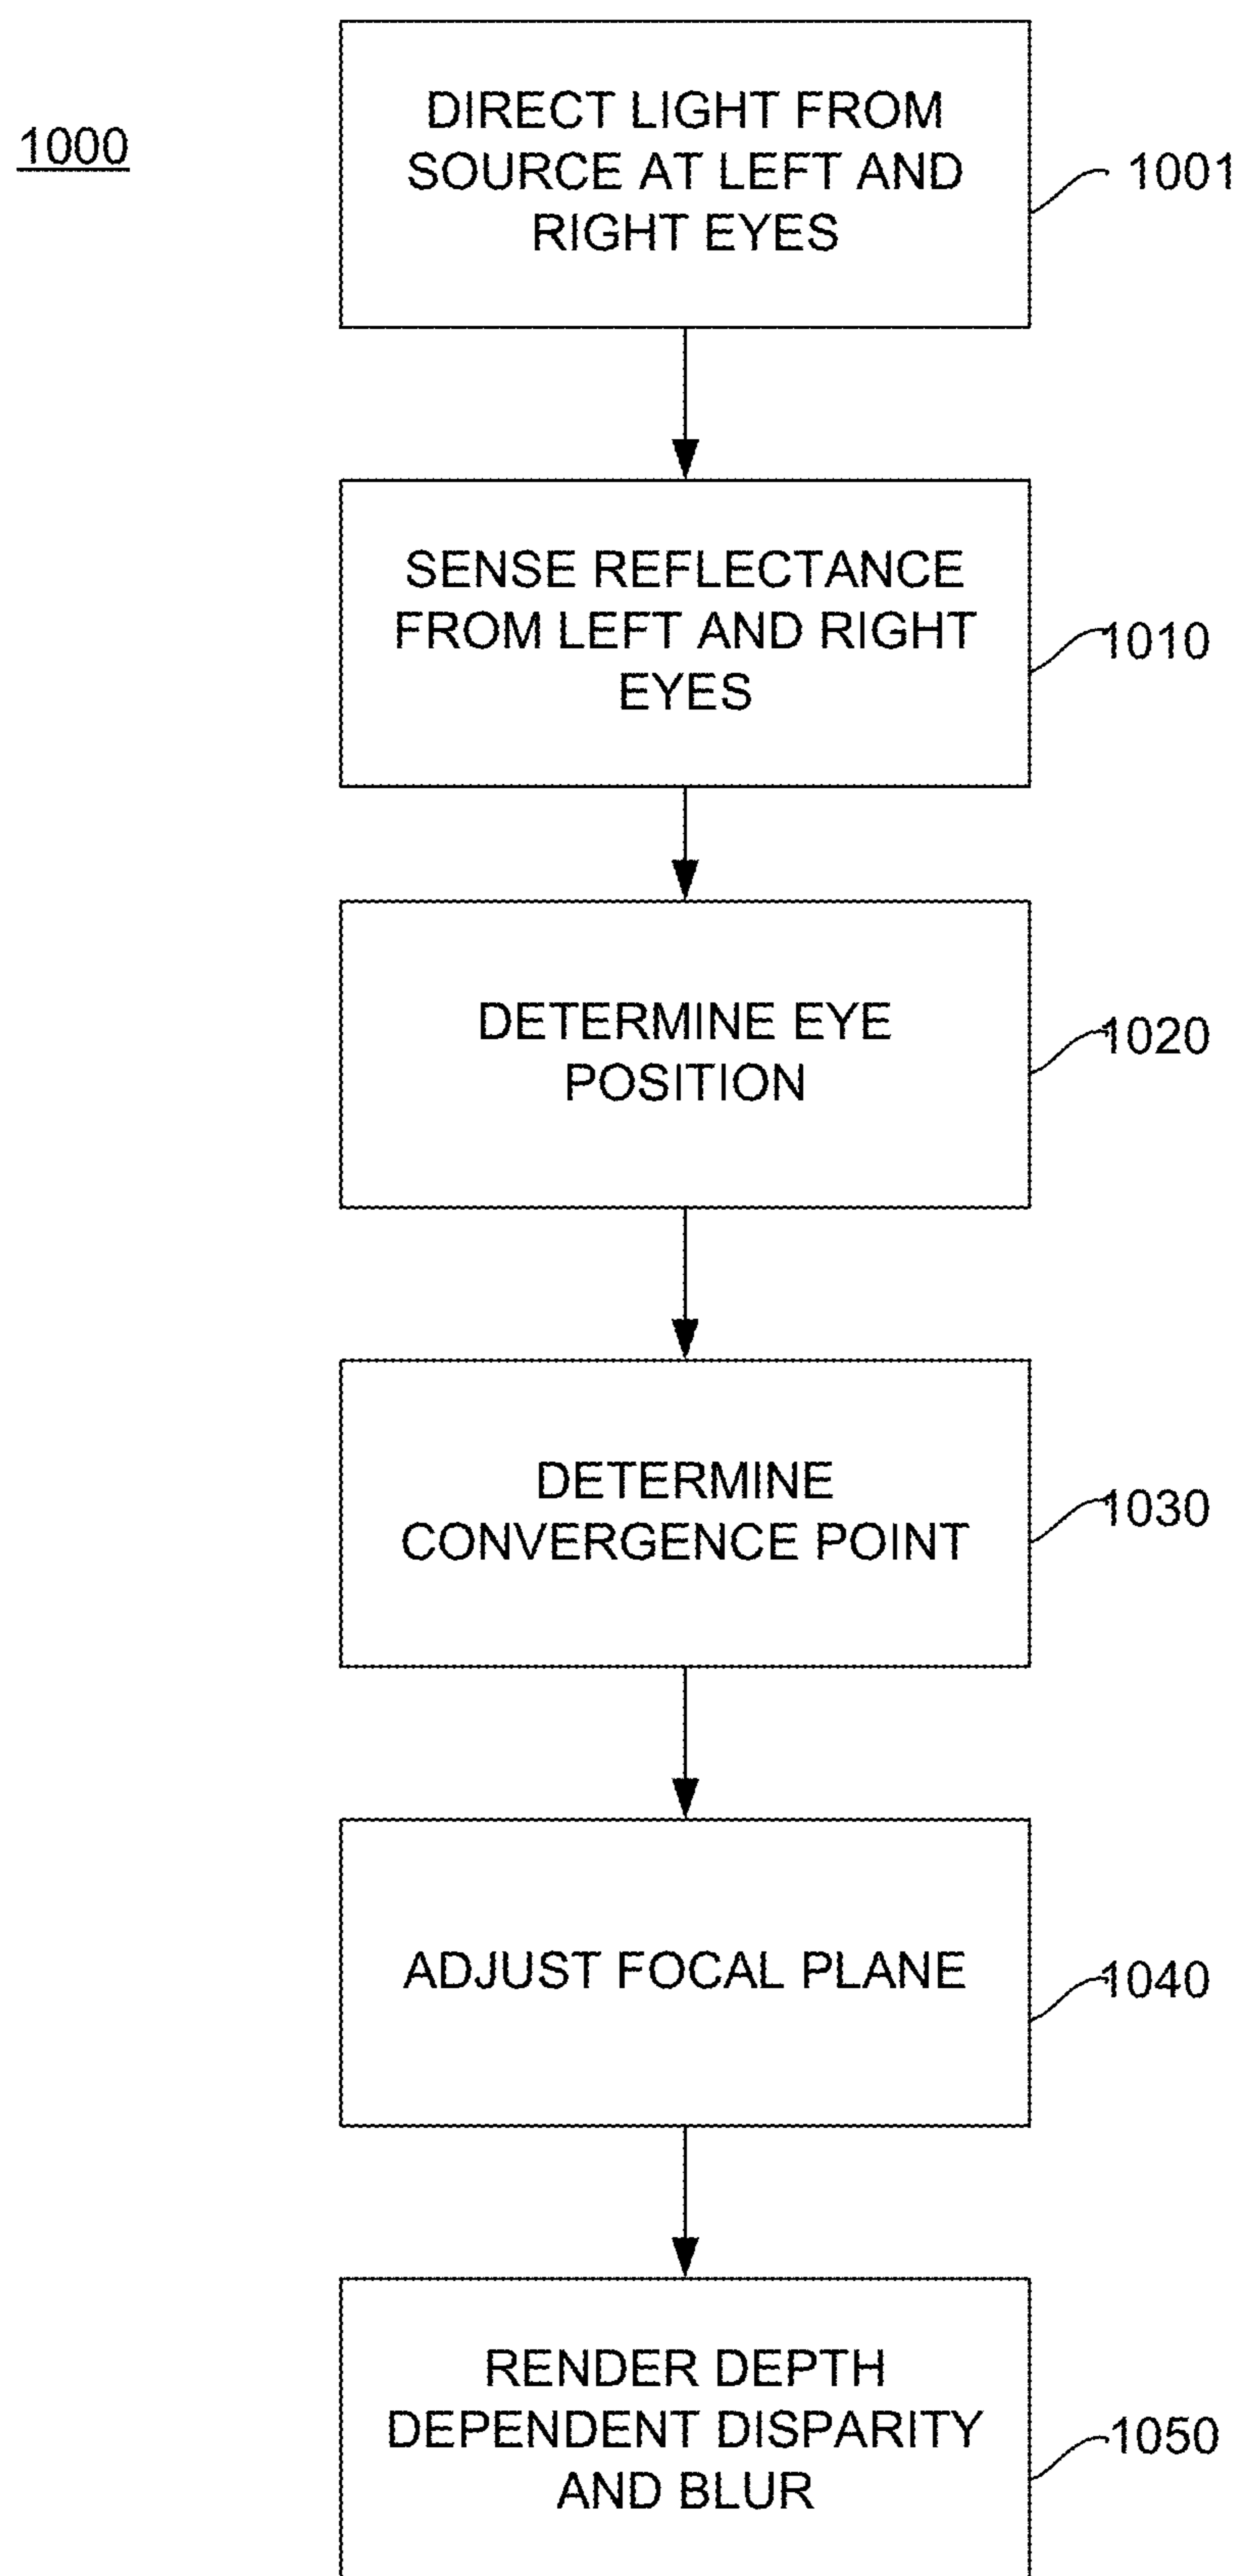 1000
DIRECT LIGHT FROM
SOURCE AT LEFT AND
RIGHT EYES
1001
SENSE REFLECTANCE
FROM LEFT AND RIGHT
EYES
1010
DETERMINE EYE
POSITION
1020
DETERMINE
CONVERGENCE POINT
1030
ADJUST FOCAL PLANE
1040
RENDER DEPTH
DEPENDENT DISPARITY
AND BLUR
1050